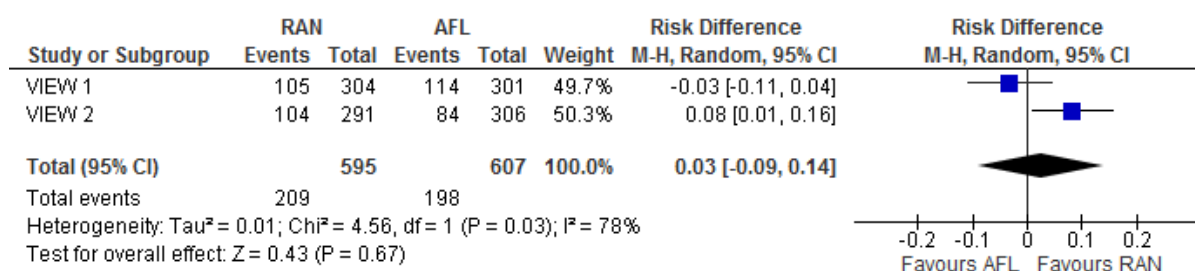 RAN AFL Risk Difference Risk Difference
Study or Subgroup Events Total Events Total Weight M-H, Random, 95% CI M-H, Random, 95% CI
VIEW 1 105 304 114 301 49.7% -0.03 [-0.11, 0.04]
VIEW 2 104 291 84 306 50.3% 0.08 [0.01, 0.16]
Total (95% CI) 595 607 100.0% 0.03 [-0.09, 0.14]
Total events 209 198
Heterogeneity: Tau² = 0.01; Chi² = 4.56, df = 1 (P = 0.03); I² = 78%
Test for overall effect: Z = 0.43 (P = 0.67)
-0.2 -0.1 0 0.1 0.2
Favours AFL Favours RAN